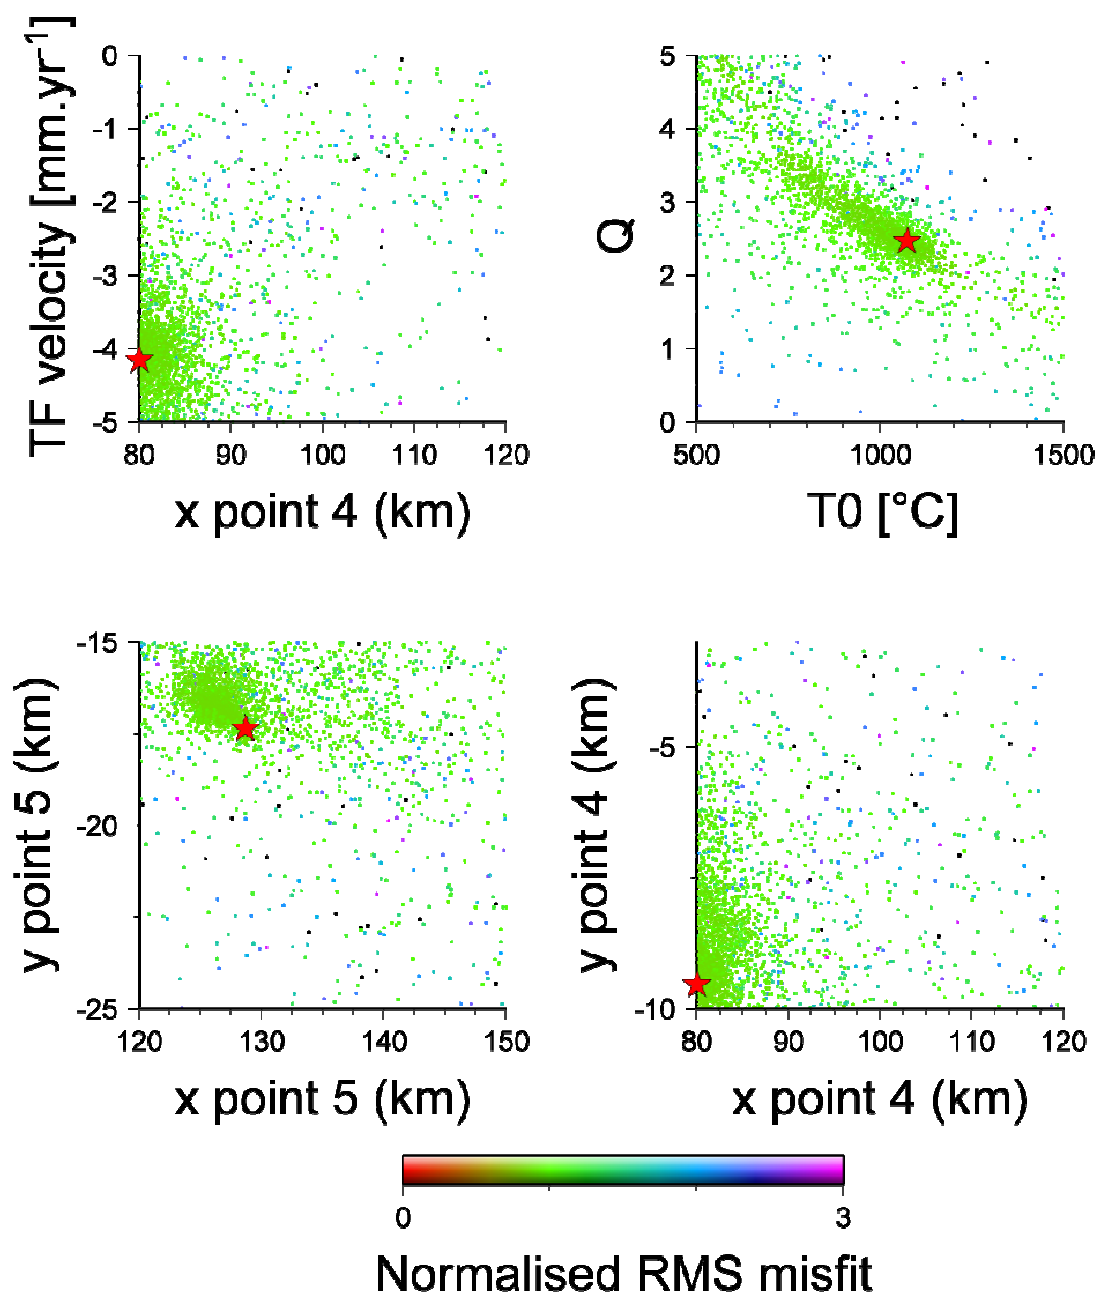 TF velocity [mm.yr⁻¹]
0
-1
-2
-3
-4
-5
80 90 100 110 120
x point 4 (km)
Q
5
4
3
2
1
0
500 1000 1500
T0 [°C]
y point 5 (km)
-15
-20
-25
120 130 140 150
x point 5 (km)
y point 4 (km)
-5
-10
80 90 100 110 120
x point 4 (km)
0 3
Normalised RMS misfit